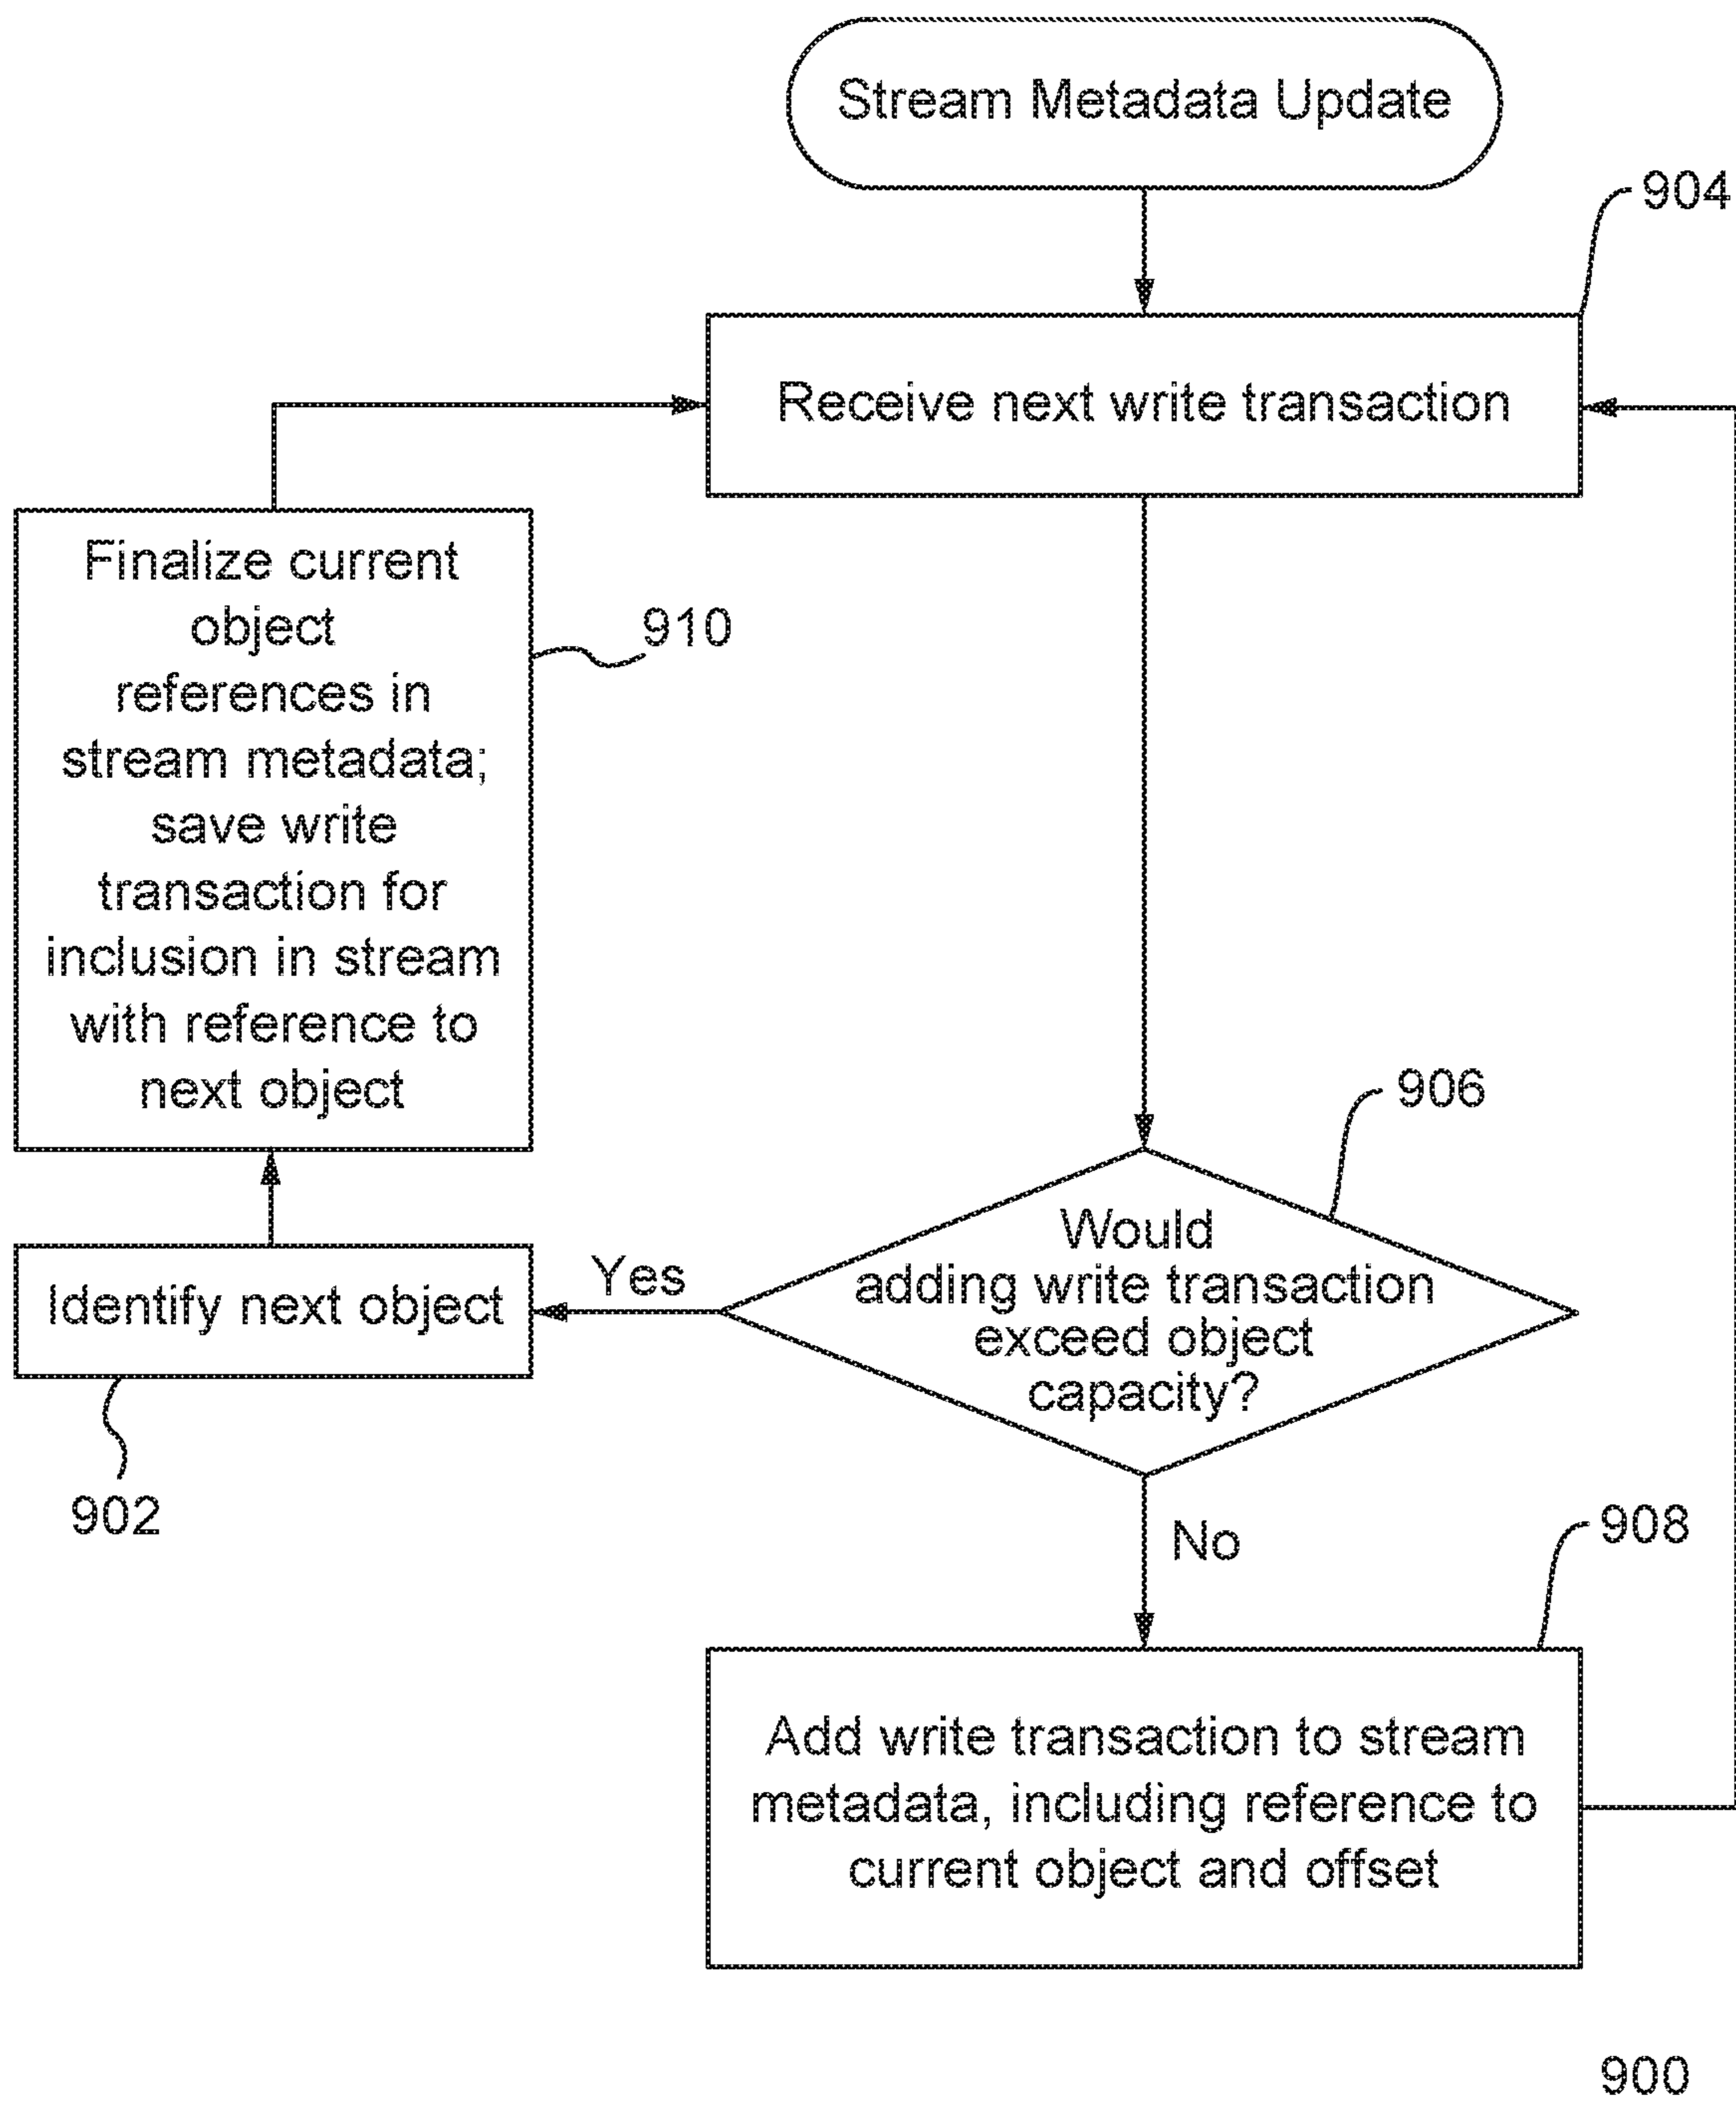 Stream Metadata Update
904
Receive next write transaction
Finalize current
object
references in
stream metadata;
save write
transaction for
inclusion in stream
with reference to
next object
910
906
Would
adding write transaction
exceed object
capacity?
Yes
Identify next object
902
No
908
Add write transaction to stream
metadata, including reference to
current object and offset
900